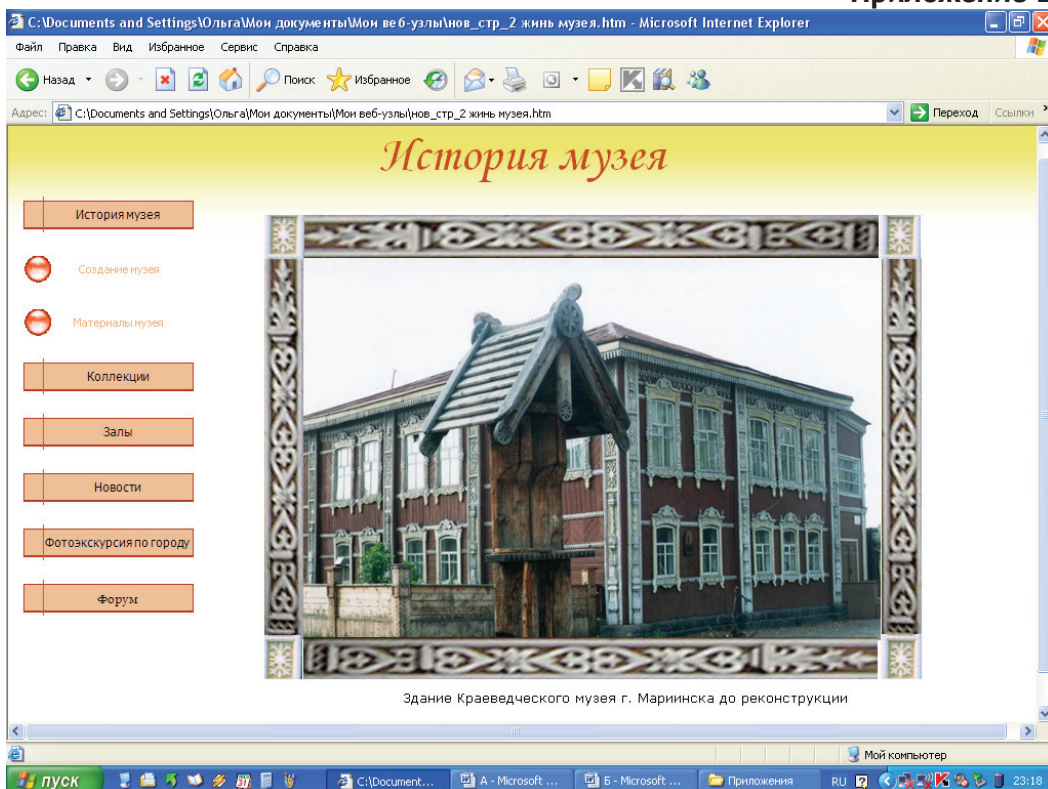 C:\Documents and Settings\Ольга\Мои документы\Мои веб-узлы\нов_стр_2 жинь музея.htm - Microsoft Internet Explorer
Файл Правка Вид Избранное Сервис Справка
Назад Поиск Избранное
Адрес: C:\Documents and Settings\Ольга\Мои документы\Мои веб-узлы\нов_стр_2 жинь музея.htm Переход Ссылки
История музея
История музея
Создание музея
Материалы музея
Коллекции
Залы
Новости
Фотоэкскурсия по городу
Форум
Здание Краеведческого музея г. Мариинска до реконструкции
Мой компьютер
пуск C:\Document... А - Microsoft ... Б - Microsoft ... Приложения RU 23:18